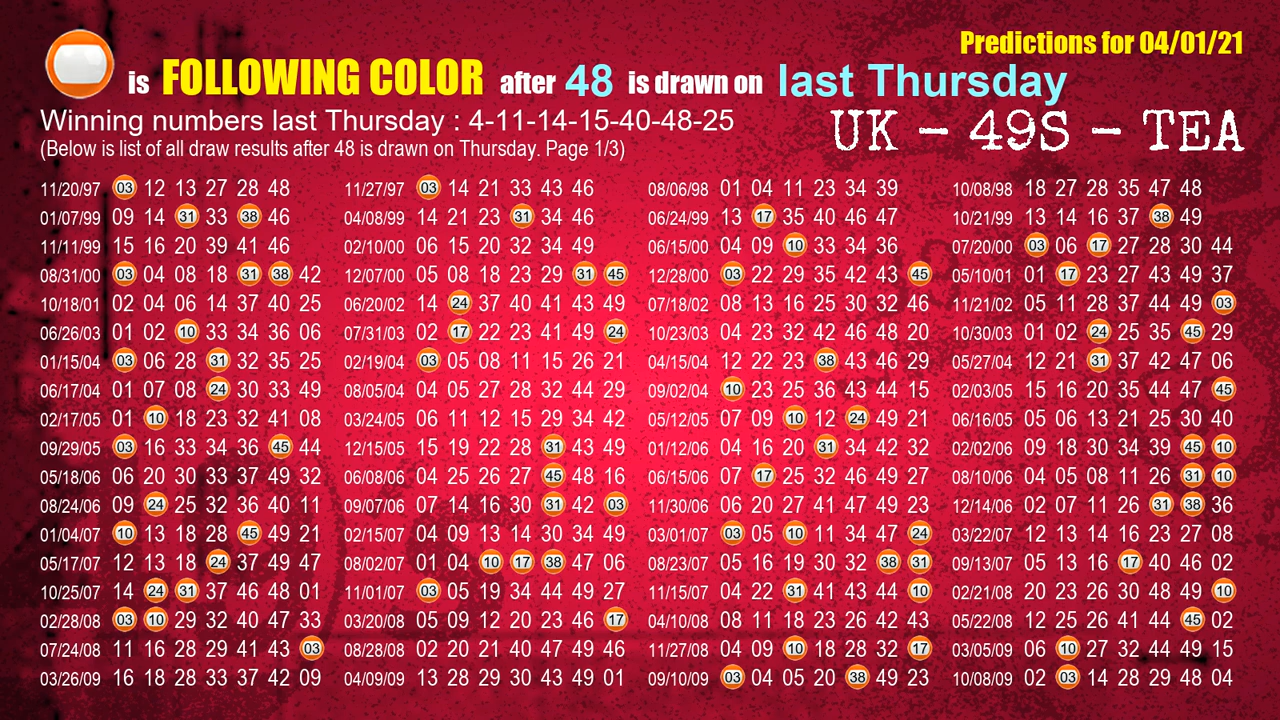 Predictions for 04/01/21
is FOLLOWING COLOR after 48 is drawn on last Thursday
Winning numbers last Thursday : 4-11-14-15-40-48-25
UK - 49S - TEA
(Below is list of all draw results after 48 is drawn on Thursday. Page 1/3)
11/20/97 03 12 13 27 28 48 11/27/97 03 14 21 33 43 46 08/06/98 01 04 11 23 34 39 10/08/98 18 27 28 35 47 48
01/07/99 09 14 31 33 38 46 04/08/99 14 21 23 31 34 46 06/24/99 13 17 35 40 46 47 10/21/99 13 14 16 37 38 49
11/11/99 15 16 20 39 41 46 02/10/00 06 15 20 32 34 49 06/15/00 04 09 10 33 34 36 07/20/00 03 06 17 27 28 30 44
08/31/00 03 04 08 18 31 38 42 12/07/00 05 08 18 23 29 31 45 12/28/00 03 22 29 35 42 43 45 05/10/01 01 17 23 27 43 49 37
10/18/01 02 04 06 14 37 40 25 06/20/02 14 24 37 40 41 43 49 07/18/02 08 13 16 25 30 32 46 11/21/02 05 11 28 37 44 49 03
06/26/03 01 02 10 33 34 36 06 07/31/03 02 17 22 23 41 49 24 10/23/03 04 23 32 42 46 48 20 10/30/03 01 02 24 25 35 45 29
01/15/04 03 06 28 31 32 35 25 02/19/04 03 05 08 11 15 26 21 04/15/04 12 22 23 38 43 46 29 05/27/04 12 21 31 37 42 47 06
06/17/04 01 07 08 24 30 33 49 08/05/04 04 05 27 28 32 44 29 09/02/04 10 23 25 36 43 44 15 02/03/05 15 16 20 35 44 47 45
02/17/05 01 10 18 23 32 41 08 03/24/05 06 11 12 15 29 34 42 05/12/05 07 09 10 12 24 49 21 06/16/05 05 06 13 21 25 30 40
09/29/05 03 16 33 34 36 45 44 12/15/05 15 19 22 28 31 43 49 01/12/06 04 16 20 31 34 42 32 02/02/06 09 18 30 34 39 45 10
05/18/06 06 20 30 33 37 49 32 06/08/06 04 25 26 27 45 48 16 06/15/06 07 17 25 32 46 49 27 08/10/06 04 05 08 11 26 31 10
08/24/06 09 24 25 32 36 40 11 09/07/06 07 14 16 30 31 42 03 11/30/06 06 20 27 41 47 49 23 12/14/06 02 07 11 26 31 38 36
01/04/07 10 13 18 28 45 49 21 02/15/07 04 09 13 14 30 34 49 03/01/07 03 05 10 11 34 47 24 03/22/07 12 13 14 16 23 27 08
05/17/07 12 13 18 24 37 49 47 08/02/07 01 04 10 17 38 47 06 08/23/07 05 16 19 30 32 38 31 09/13/07 05 13 16 17 40 46 02
10/25/07 14 24 31 37 46 48 01 11/01/07 03 05 19 34 44 49 27 11/15/07 04 22 31 41 43 44 10 02/21/08 20 23 26 30 48 49 10
02/28/08 03 10 29 32 40 47 33 03/20/08 05 09 12 20 23 46 17 04/10/08 08 11 18 23 26 42 43 05/22/08 12 25 26 41 44 45 02
07/24/08 11 16 28 29 41 43 03 08/28/08 02 20 21 40 47 49 46 11/27/08 04 09 10 18 28 32 17 03/05/09 06 10 27 32 44 49 15
03/26/09 16 18 28 33 37 42 09 04/09/09 13 28 29 30 43 49 01 09/10/09 03 04 05 20 38 49 23 10/08/09 02 03 14 28 29 48 04